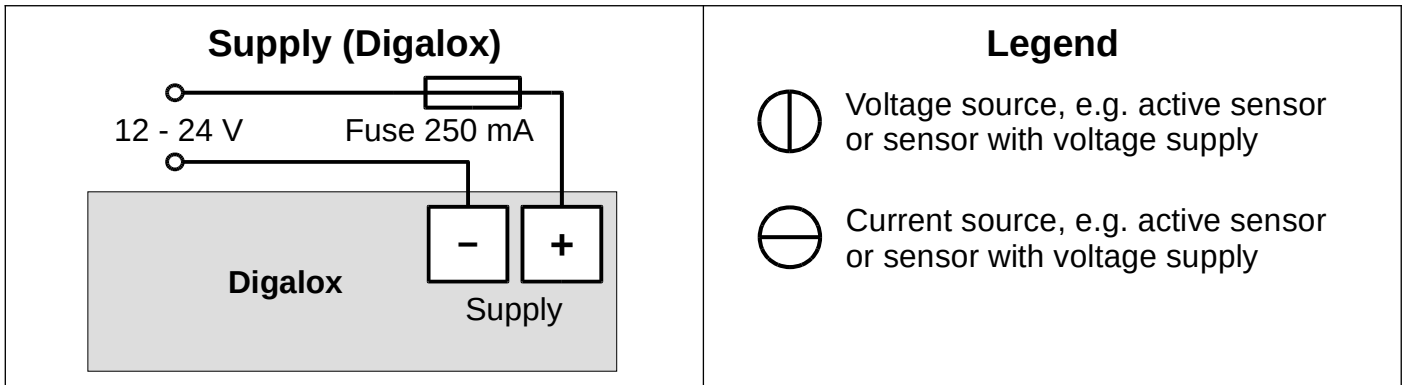 Supply (Digalox)
12 - 24 V
Fuse 250 mA
− +
Digalox
Supply
Legend
Voltage source, e.g. active sensor
or sensor with voltage supply
Current source, e.g. active sensor
or sensor with voltage supply